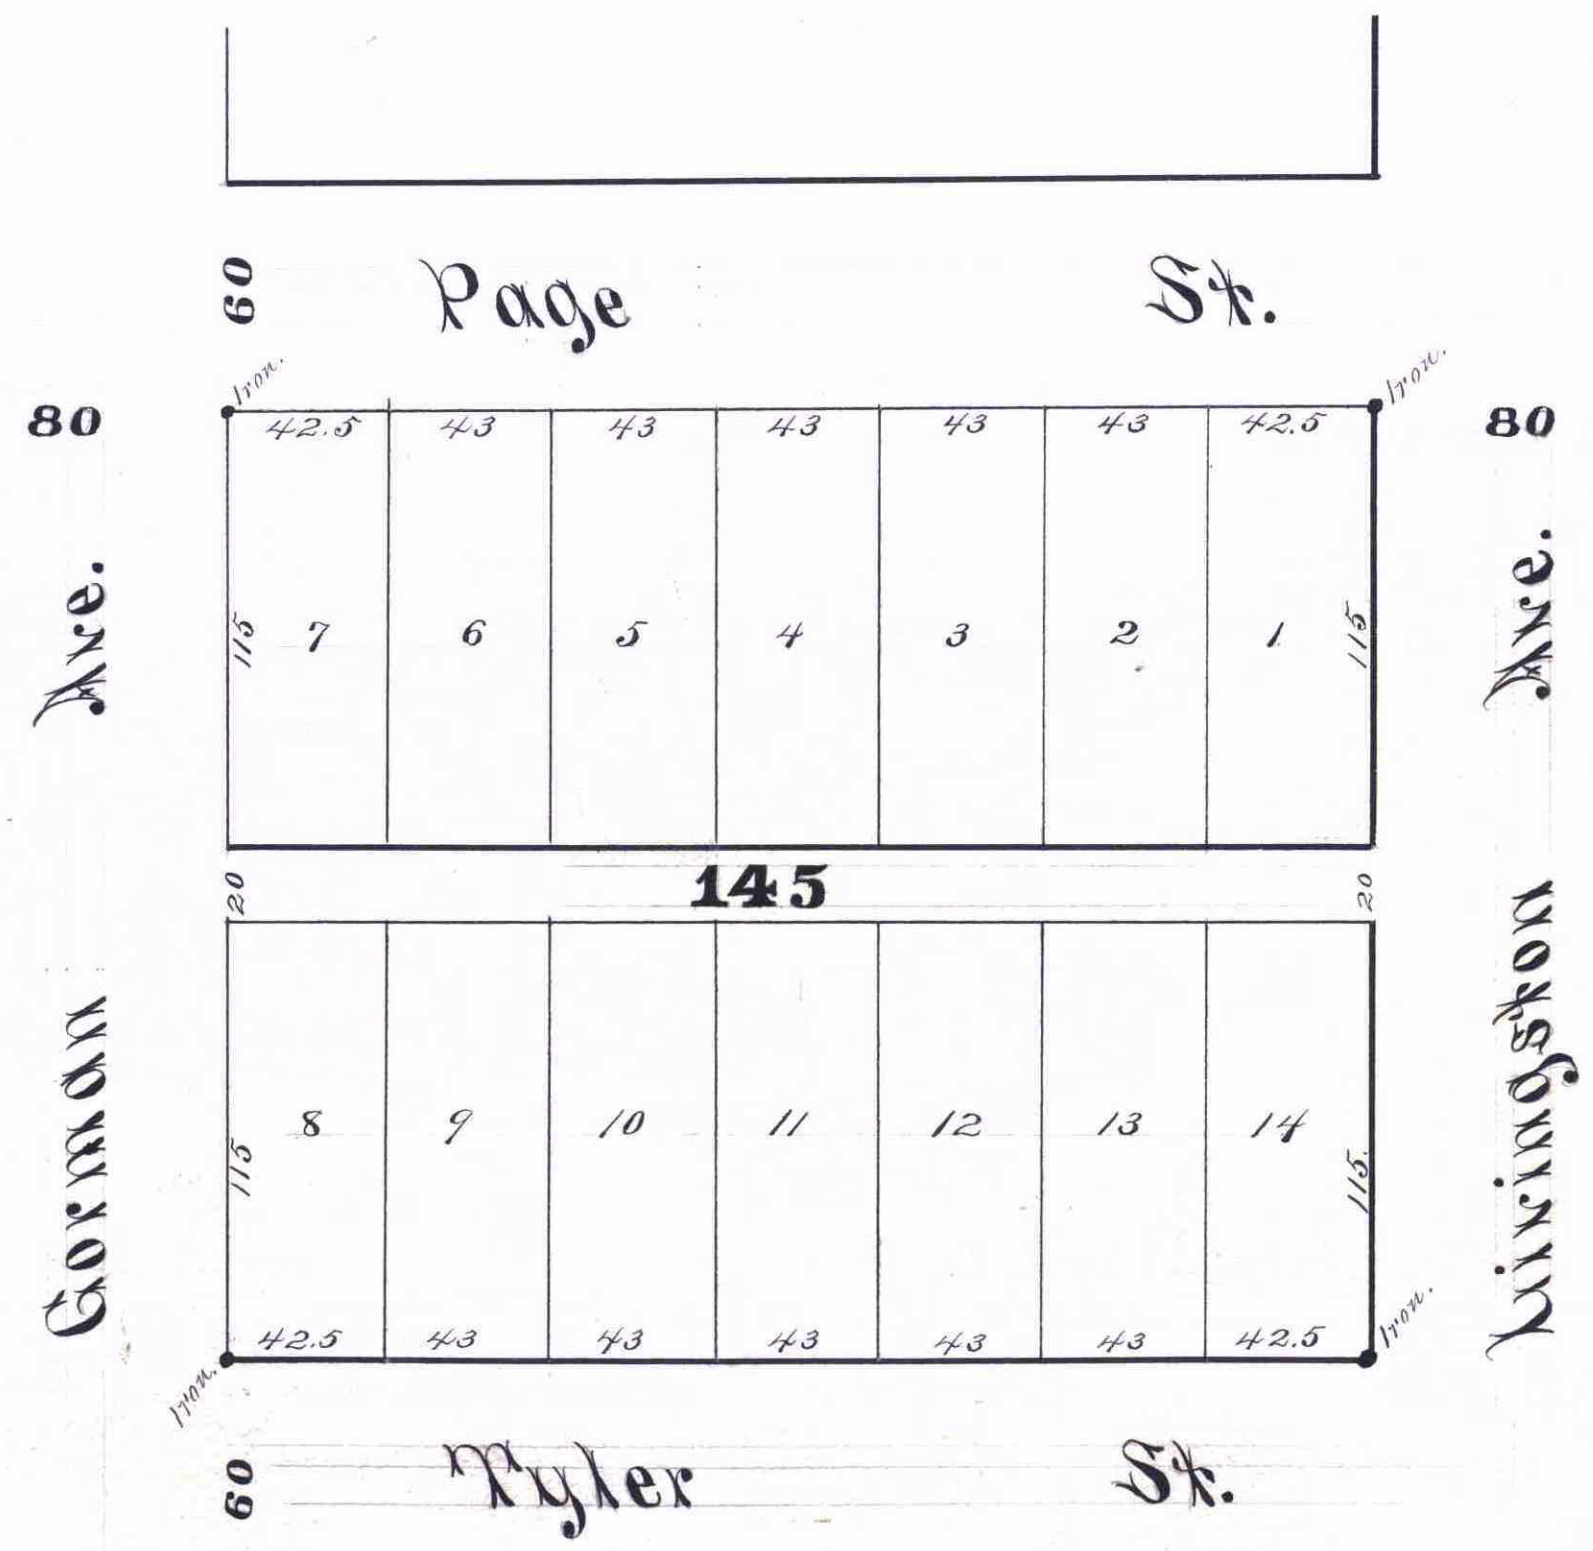 60 Page St.
Iron. Iron.
80 80
42.5 43 43 43 43 43 42.5
Gorman Ave.
Livingston Ave.
115 7 6 5 4 3 2 1 115
20 145 20
115 8 9 10 11 12 13 14 115
42.5 43 43 43 43 43 42.5
Iron. Iron.
60 Tyler St.